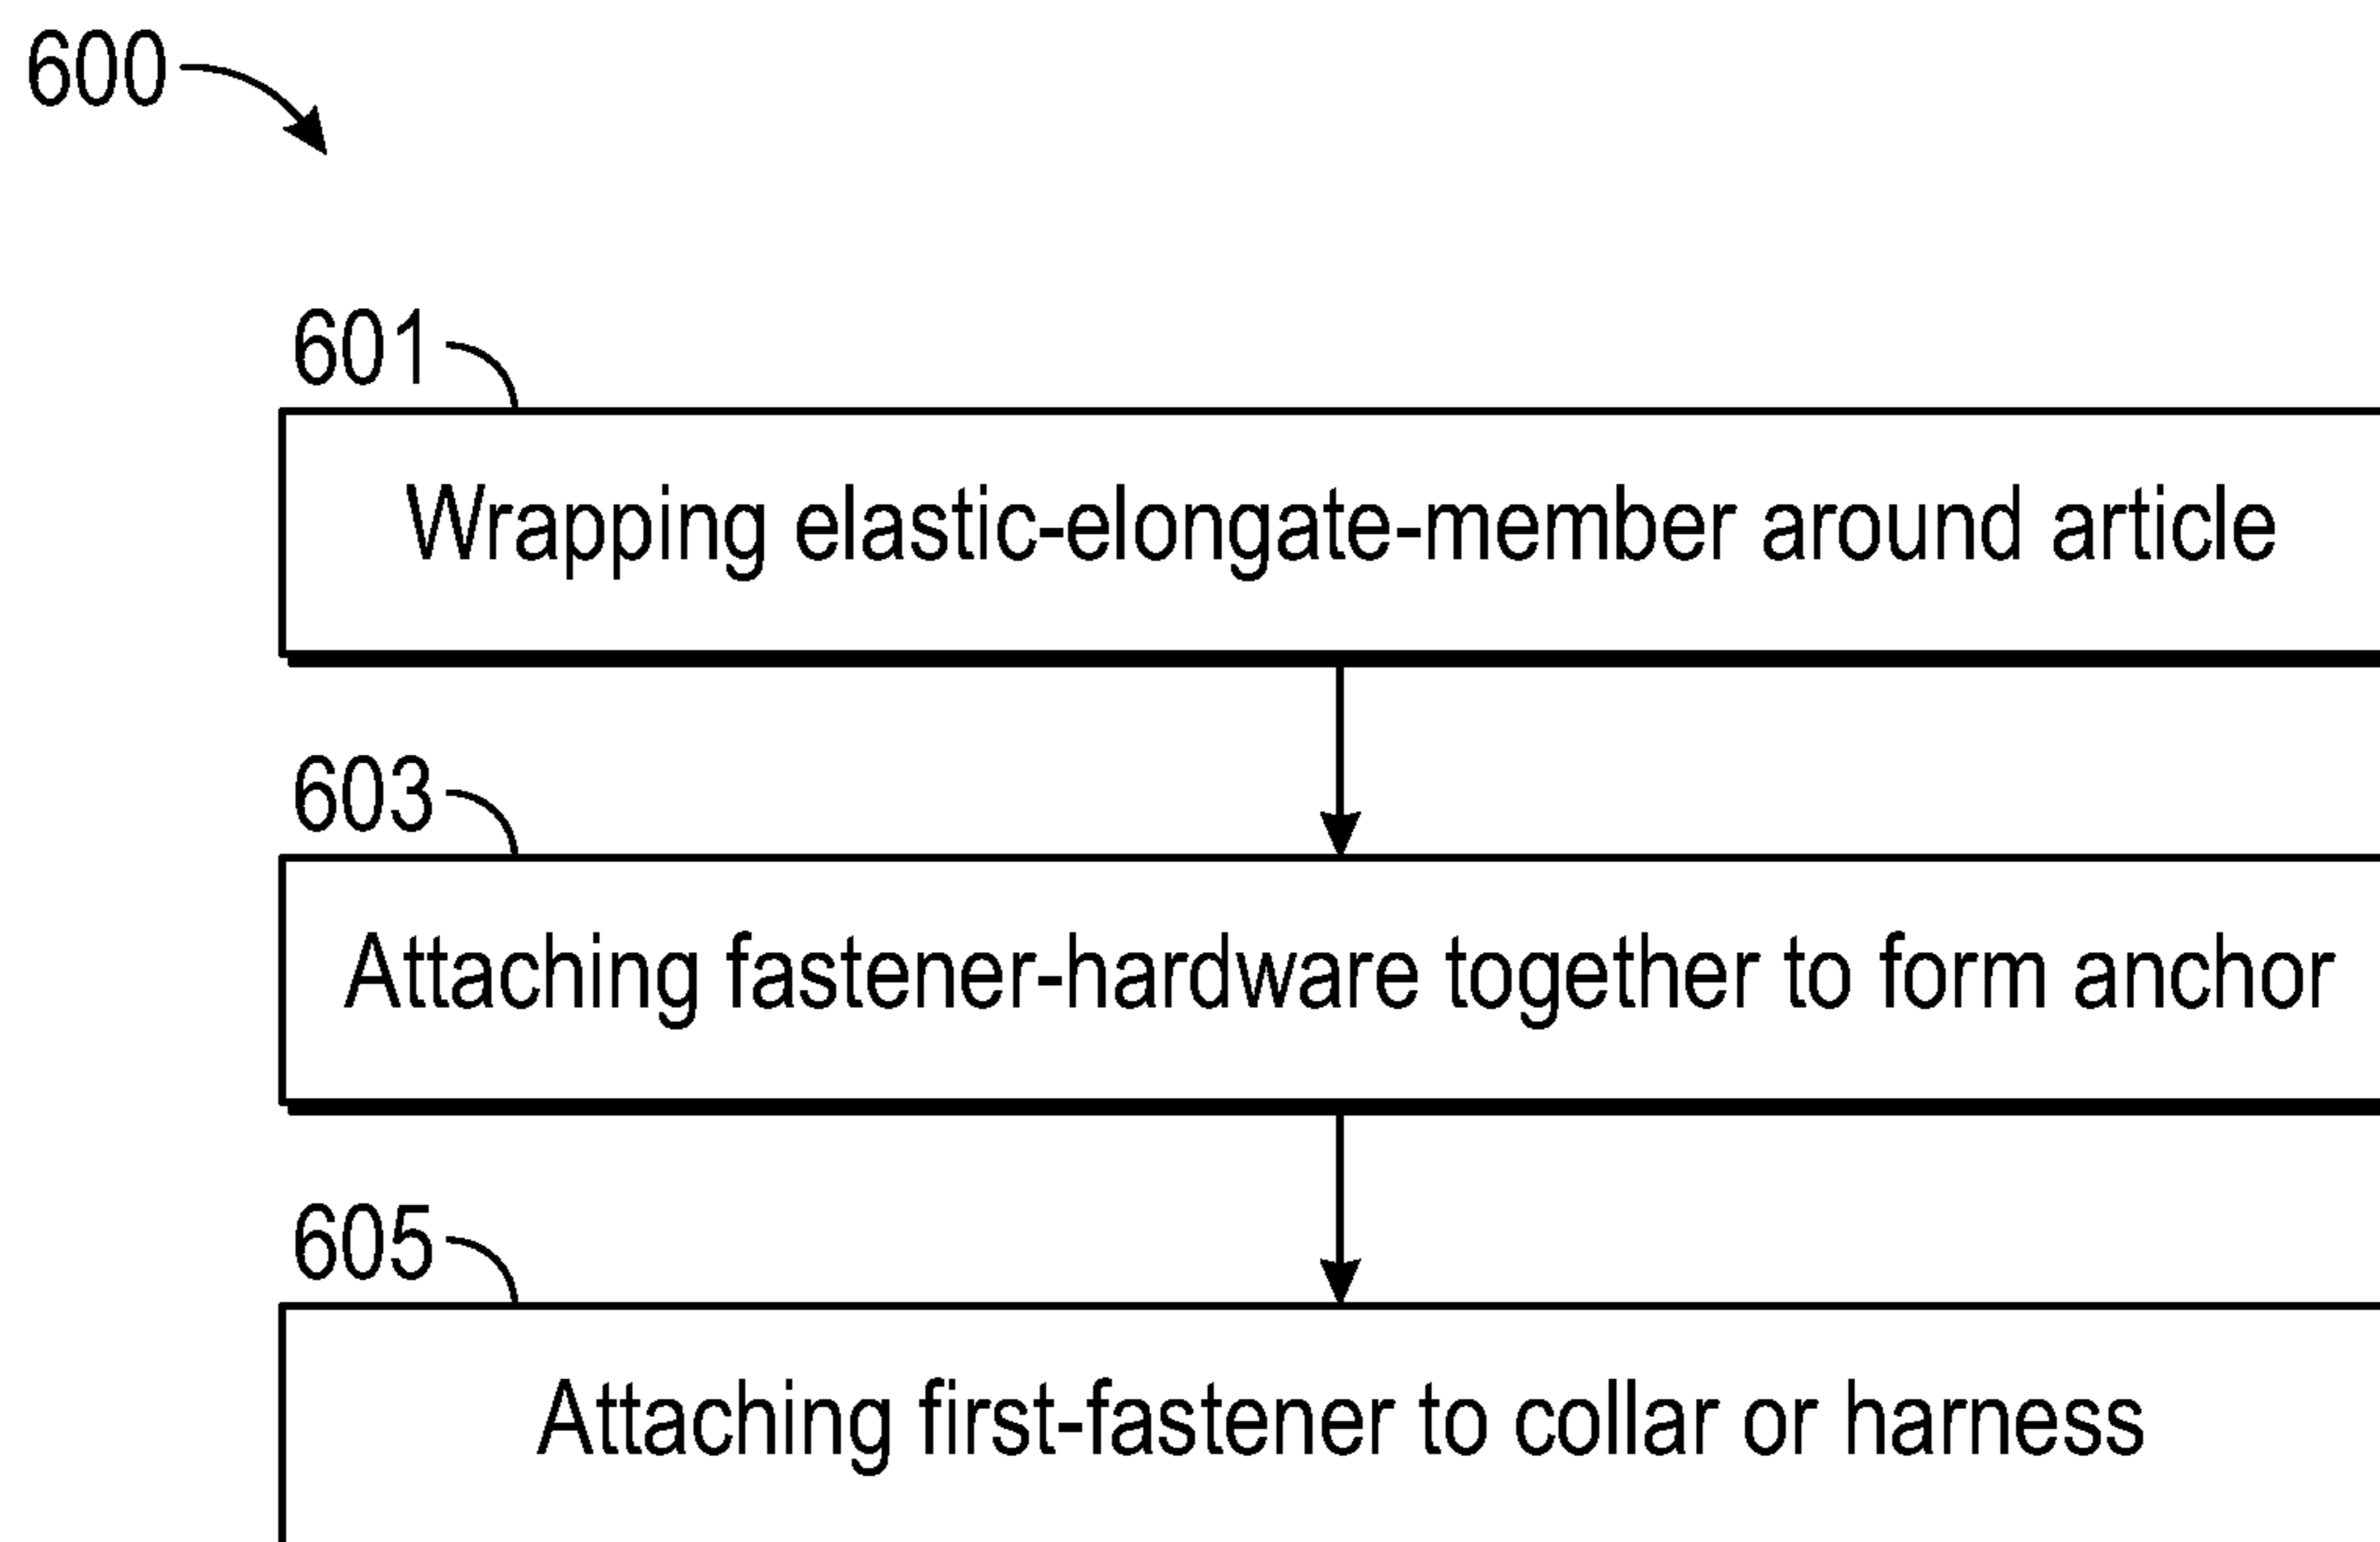 600
601
Wrapping elastic-elongate-member around article
603
Attaching fastener-hardware together to form anchor
605
Attaching first-fastener to collar or harness